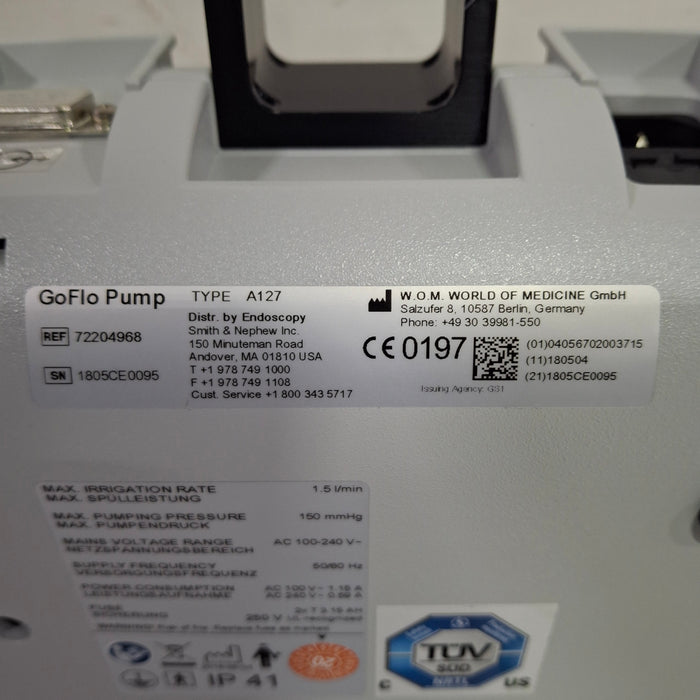 GoFlo Pump TYPE A127
REF 72204968
SN 1805CE0095
Distr. by Endoscopy
Smith & Nephew Inc.
150 Minuteman Road
Andover, MA 01810 USA
T +1 978 749 1000
F +1 978 749 1108
Cust. Service +1 800 343 5717
W.O.M. WORLD OF MEDICINE GmbH
Salzufer 8, 10587 Berlin, Germany
Phone: +49 30 39981-550
CE 0197
(01)04056702003715
(11)180504
(21)1805CE0095
Issuing Agency: GS1
MAX. IRRIGATION RATE 1.5 l/min
MAX. SPÜLLEISTUNG
MAX. PUMPING PRESSURE 150 mmHg
MAX. PUMPENDRUCK
MAINS VOLTAGE RANGE AC 100-240 V~
NETZSPANNUNGSBEREICH
SUPPLY FREQUENCY 50/60 Hz
VERSORGUNGSFREQUENZ
POWER CONSUMPTION AC 100 V~ 1.15 A
LEISTUNGSAUFNAHME AC 240 V~ 0.59 A
FUSE 2x T 3.15 AH
SICHERUNG 250 V UL recognized
20
IP 41
TÜV
SÜD
NRTL
C US